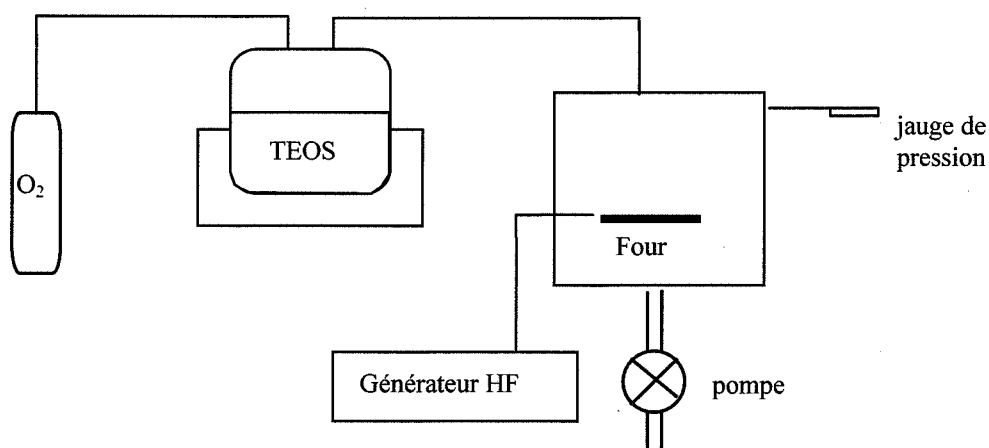 O₂
TEOS
jauge de
pression
Four
Générateur HF
pompe